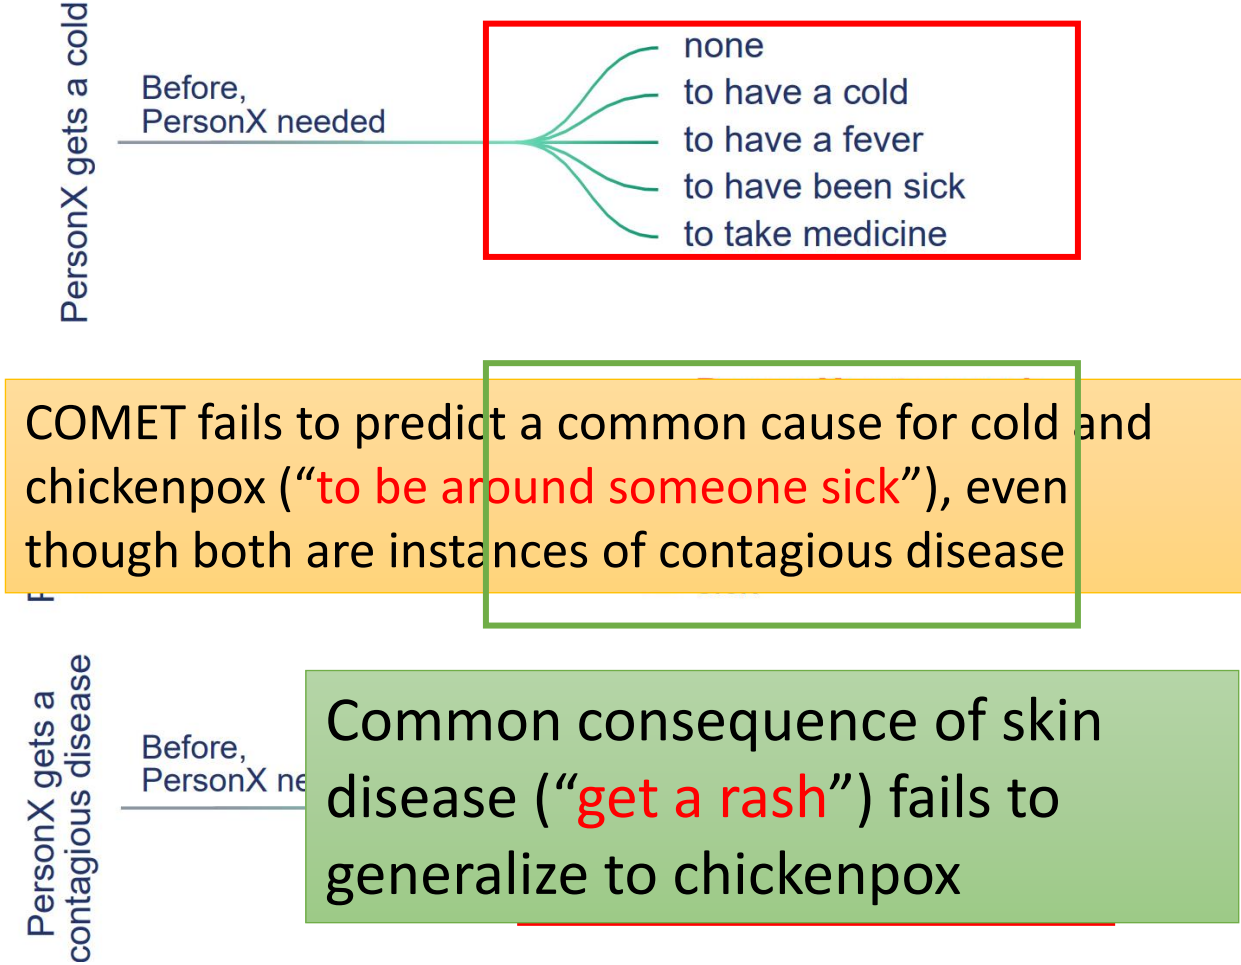 PersonX gets a cold
Before,
PersonX needed
none
to have a cold
to have a fever
to have been sick
to take medicine
COMET fails to predict a common cause for cold and
chickenpox (“to be around someone sick”), even
though both are instances of contagious disease
PersonX gets a
contagious disease
Before,
PersonX ne
Common consequence of skin
disease (“get a rash”) fails to
generalize to chickenpox